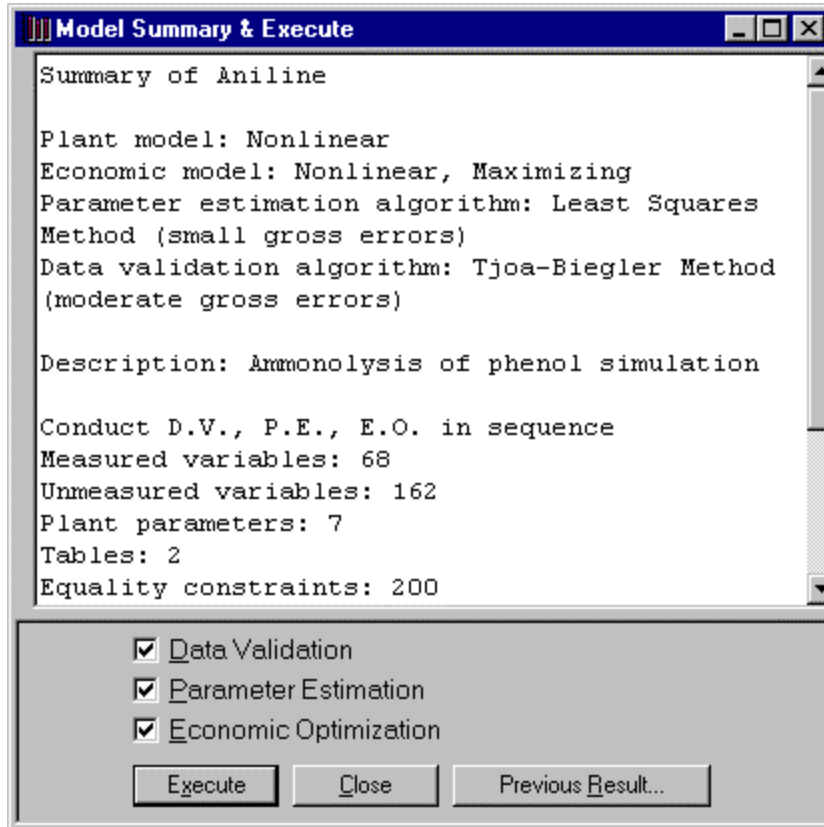 Model Summary & Execute
Summary of Aniline
Plant model: Nonlinear
Economic model: Nonlinear, Maximizing
Parameter estimation algorithm: Least Squares
Method (small gross errors)
Data validation algorithm: Tjoa-Biegler Method
(moderate gross errors)
Description: Ammonolysis of phenol simulation
Conduct D.V., P.E., E.O. in sequence
Measured variables: 68
Unmeasured variables: 162
Plant parameters: 7
Tables: 2
Equality constraints: 200
Data Validation
Parameter Estimation
Economic Optimization
Execute Close Previous Result...